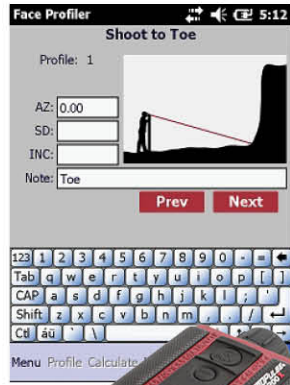 Face Profiler 5:12
Shoot to Toe
Profile: 1
AZ: 0.00
SD:
INC:
Note: Toe
Prev Next
123 1 2 3 4 5 6 7 8 9 0 - =
Tab q w e r t y u i o p [ ]
CAP a s d f g h j k l ; '
Shift z x c v b n m , . /
Ctl áü ` \
Menu Profile Calculate